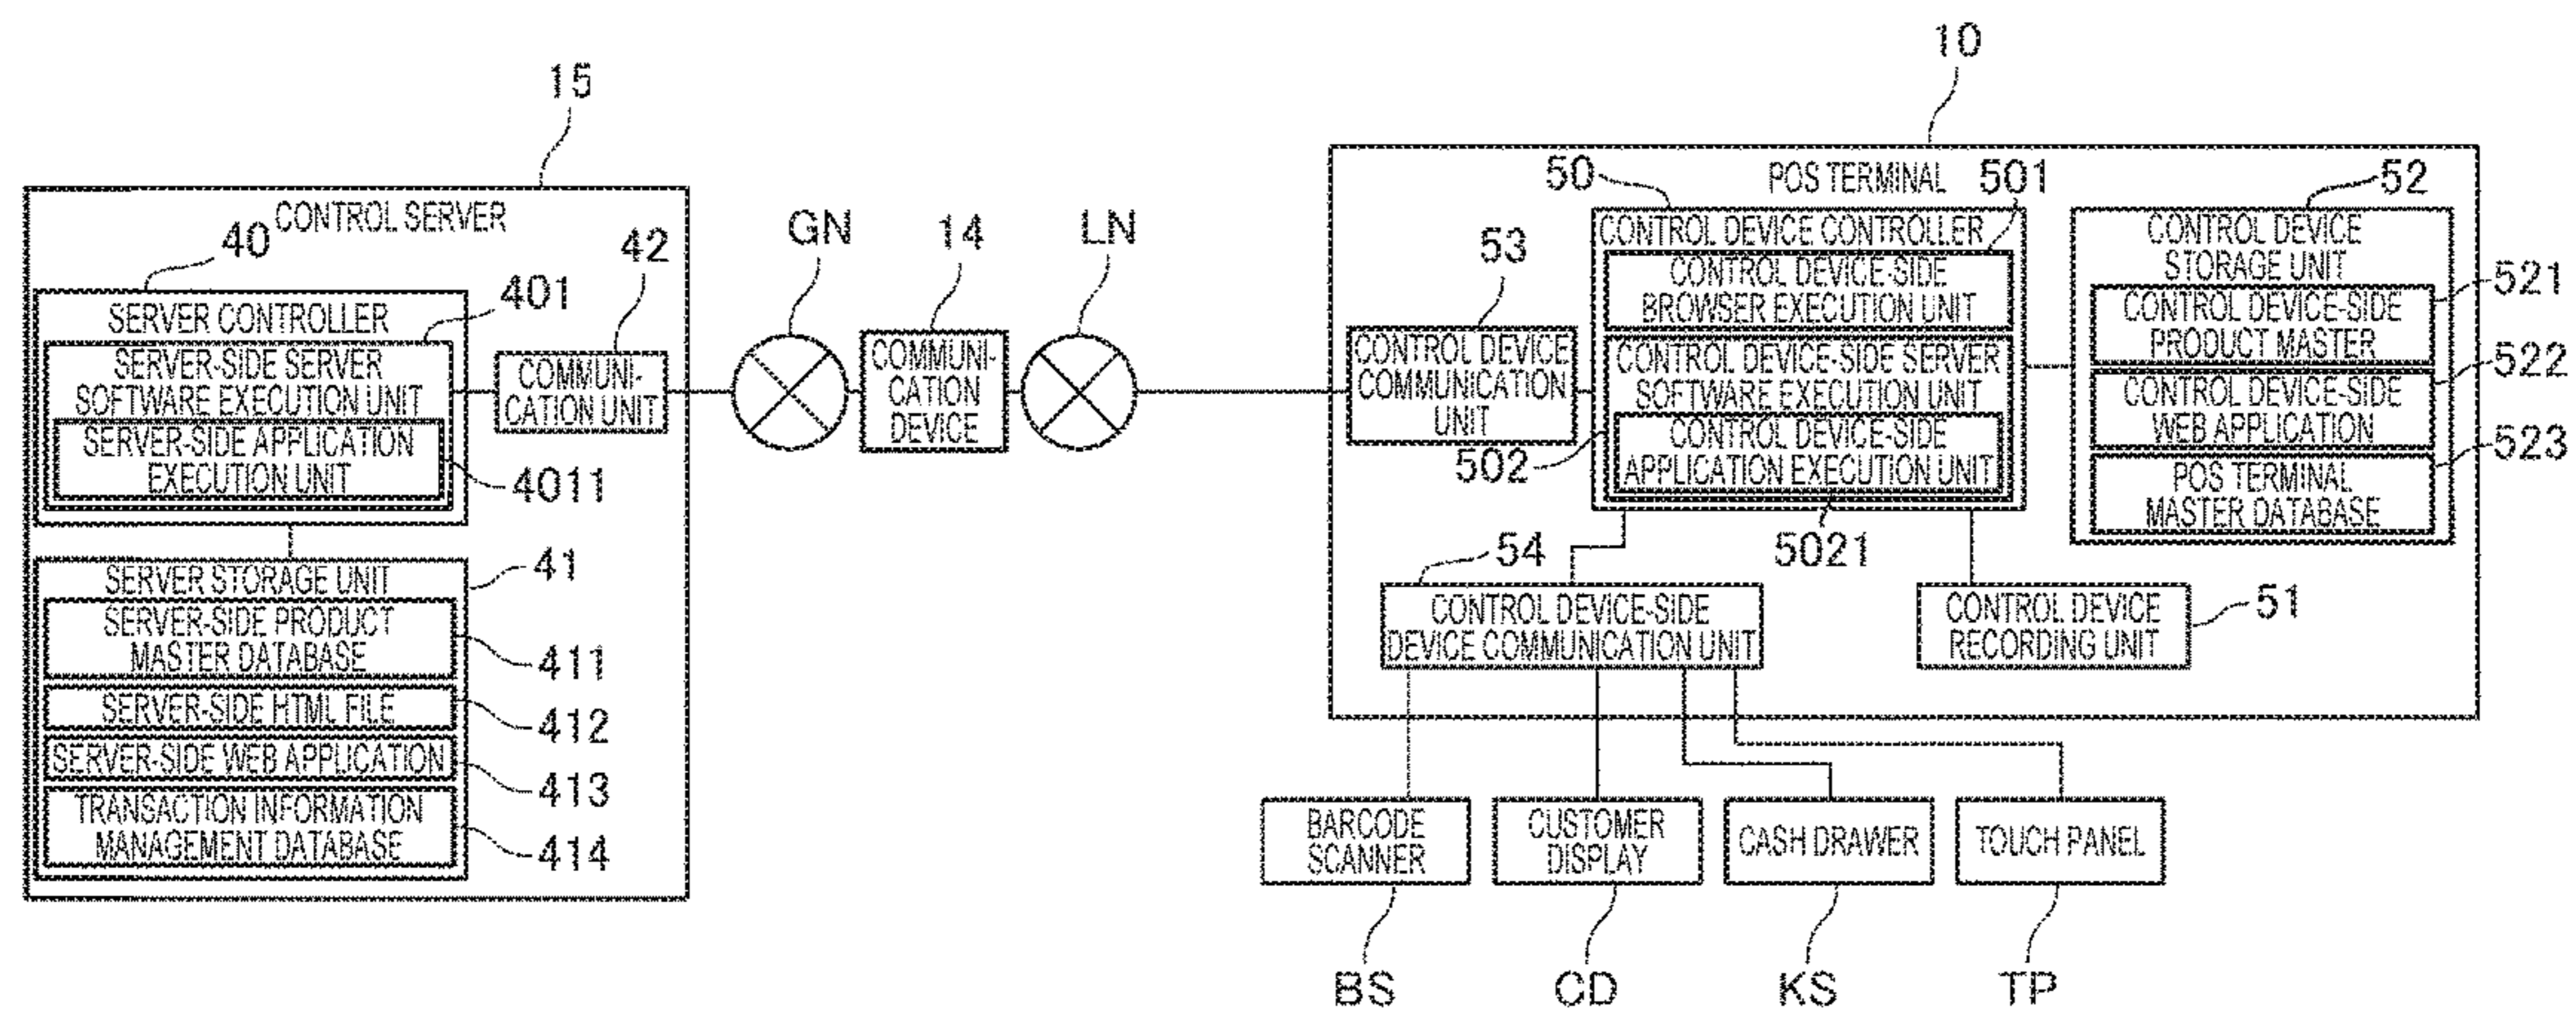 15
CONTROL SERVER
40
42
401
SERVER CONTROLLER
SERVER-SIDE SERVER
SOFTWARE EXECUTION UNIT
SERVER-SIDE APPLICATION
EXECUTION UNIT
4011
COMMUNI-
CATION UNIT
41
SERVER STORAGE UNIT
SERVER-SIDE PRODUCT
MASTER DATABASE
411
SERVER-SIDE HTML FILE
412
SERVER-SIDE WEB APPLICATION
413
TRANSACTION INFORMATION
MANAGEMENT DATABASE
414
GN
14
COMMUNI-
CATION
DEVICE
LN
10
POS TERMINAL
53
CONTROL DEVICE
COMMUNICATION
UNIT
50
501
CONTROL DEVICE CONTROLLER
CONTROL DEVICE-SIDE
BROWSER EXECUTION UNIT
CONTROL DEVICE-SIDE SERVER
SOFTWARE EXECUTION UNIT
502
CONTROL DEVICE-SIDE
APPLICATION EXECUTION UNIT
5021
52
CONTROL DEVICE
STORAGE UNIT
521
CONTROL DEVICE-SIDE
PRODUCT MASTER
522
CONTROL DEVICE-SIDE
WEB APPLICATION
523
POS TERMINAL
MASTER DATABASE
54
CONTROL DEVICE-SIDE
DEVICE COMMUNICATION UNIT
CONTROL DEVICE
RECORDING UNIT
51
BARCODE
SCANNER
CUSTOMER
DISPLAY
CASH DRAWER
TOUCH PANEL
BS
CD
KS
TP